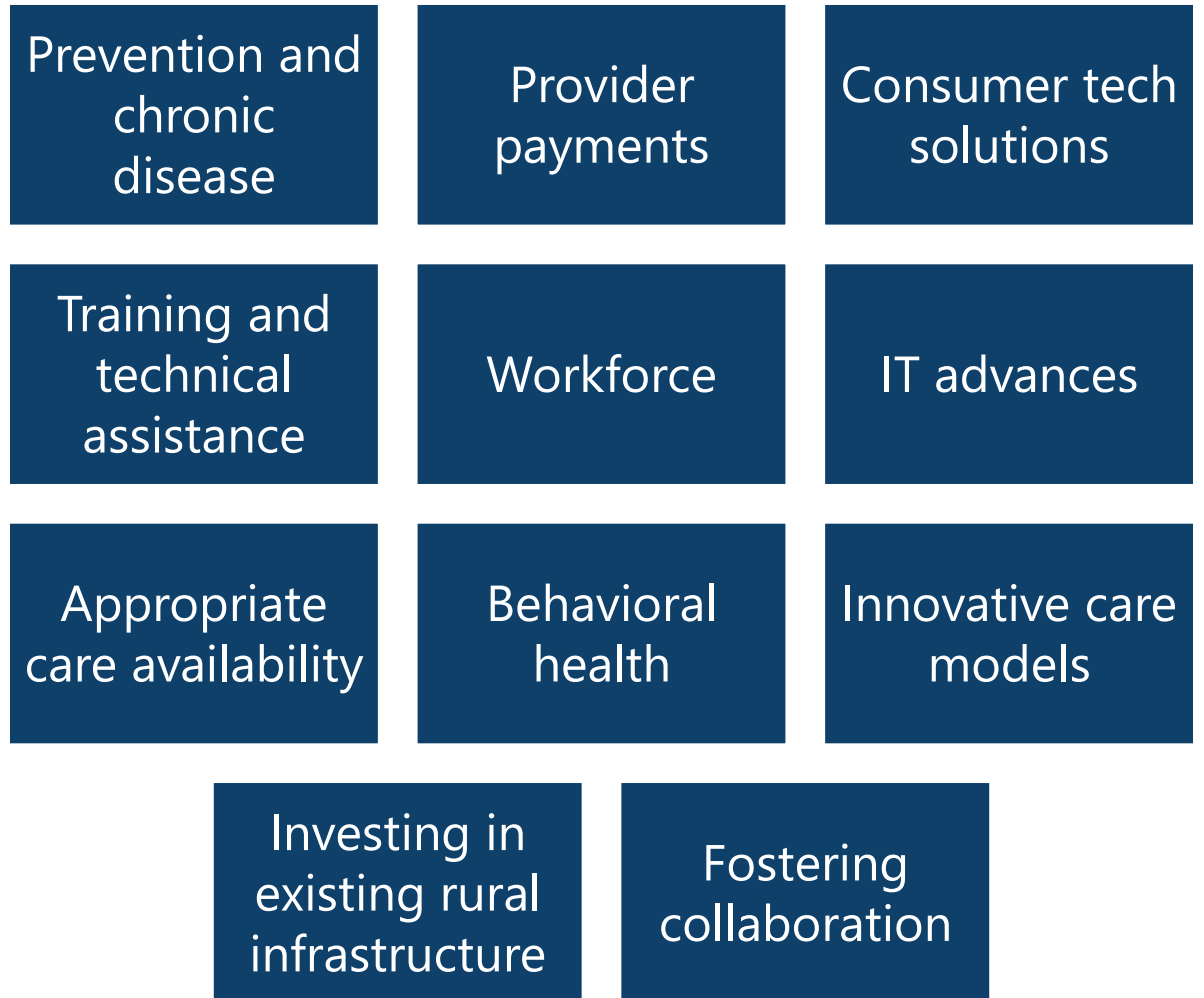 Prevention and
chronic
disease
Provider
payments
Consumer tech
solutions
Training and
technical
assistance
Workforce
IT advances
Appropriate
care availability
Behavioral
health
Innovative care
models
Investing in
existing rural
infrastructure
Fostering
collaboration